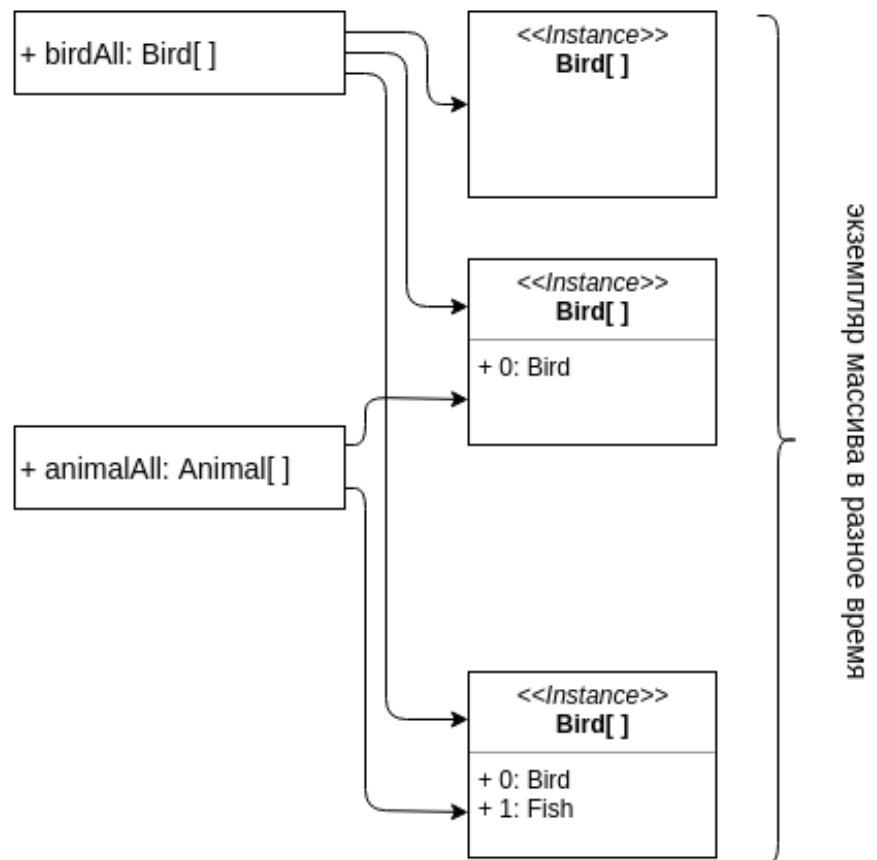 + birdAll: Bird[ ]
<<Instance>>
Bird[ ]
<<Instance>>
Bird[ ]
+ 0: Bird
+ animalAll: Animal[ ]
<<Instance>>
Bird[ ]
+ 0: Bird
+ 1: Fish
экземпляр массива в разное время